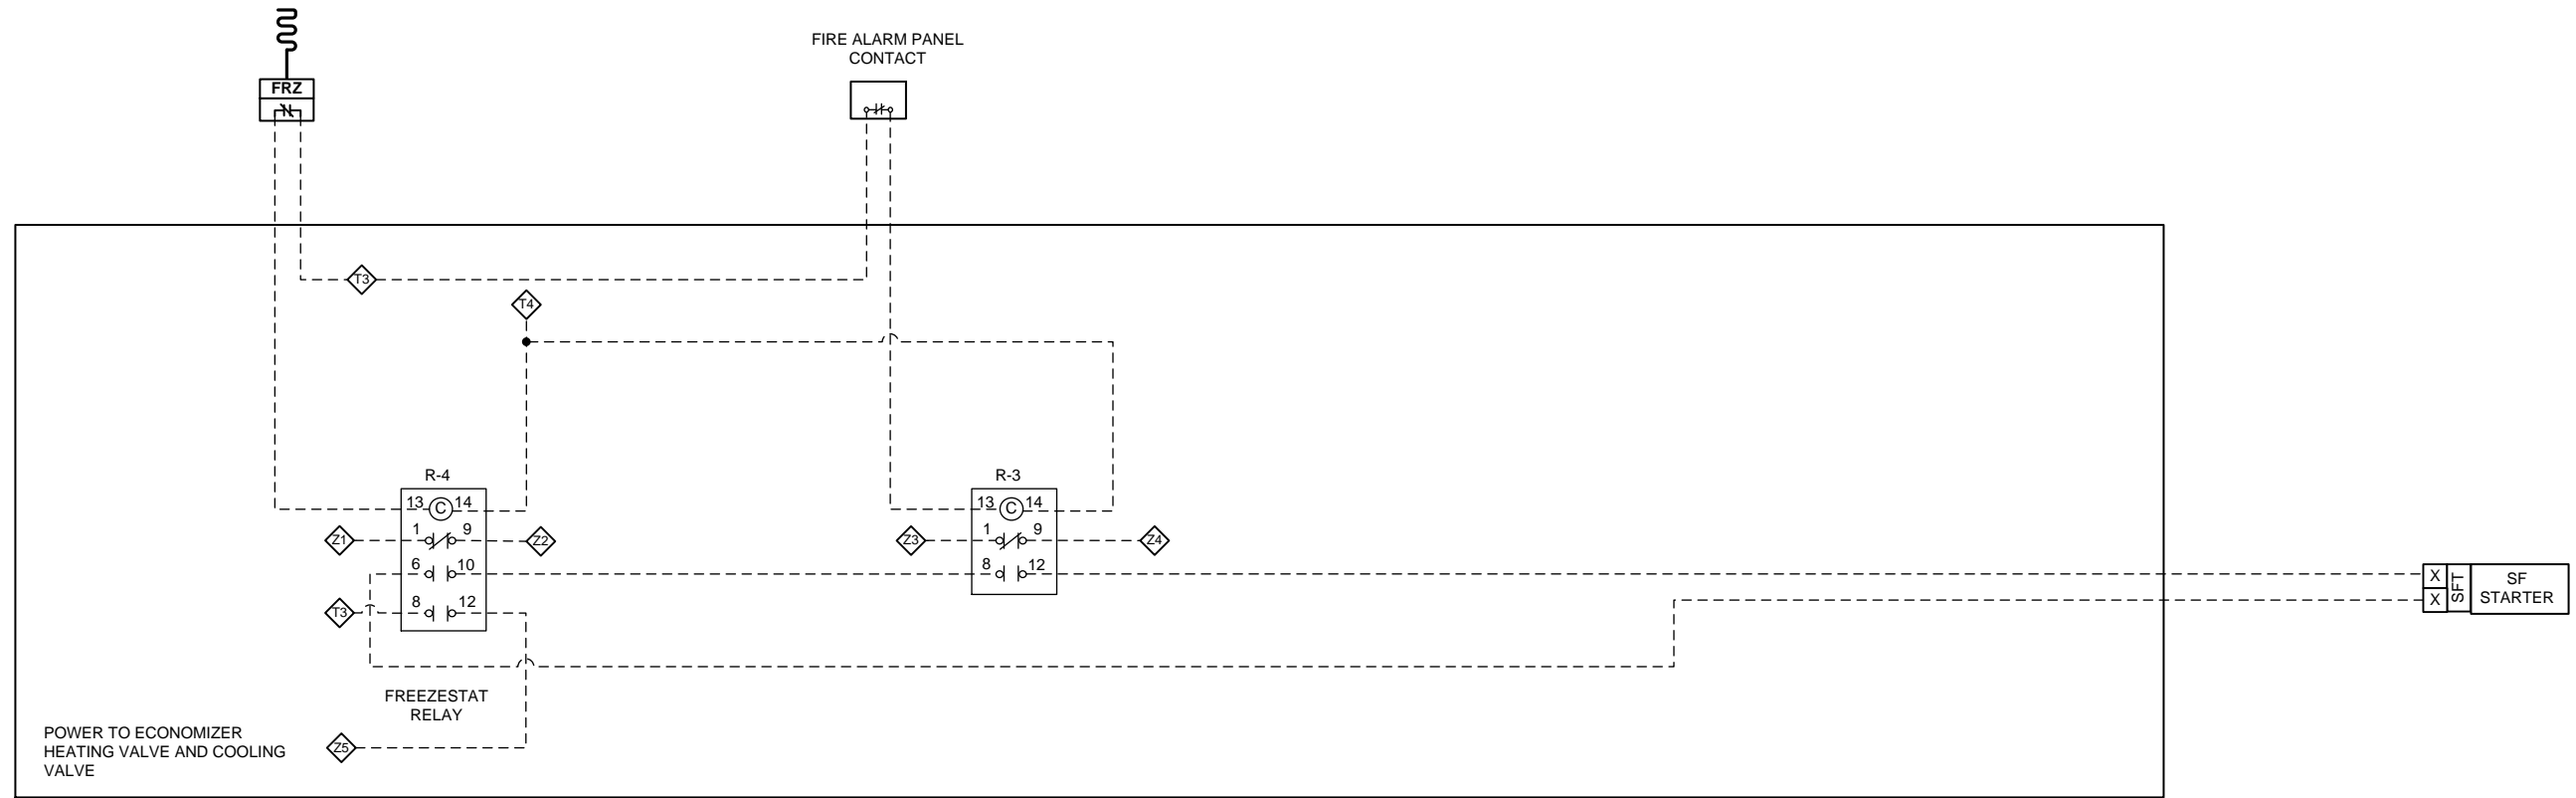 FRZ
FIRE ALARM PANEL
CONTACT
T3
T4
R-4
13 C 14
1 9
Z1 Z2
6 10
8 12
T3
R-3
13 C 14
1 9
Z3 Z4
8 12
X
X
SFT
SF
STARTER
FREEZESTAT
RELAY
POWER TO ECONOMIZER
HEATING VALVE AND COOLING
VALVE
Z5